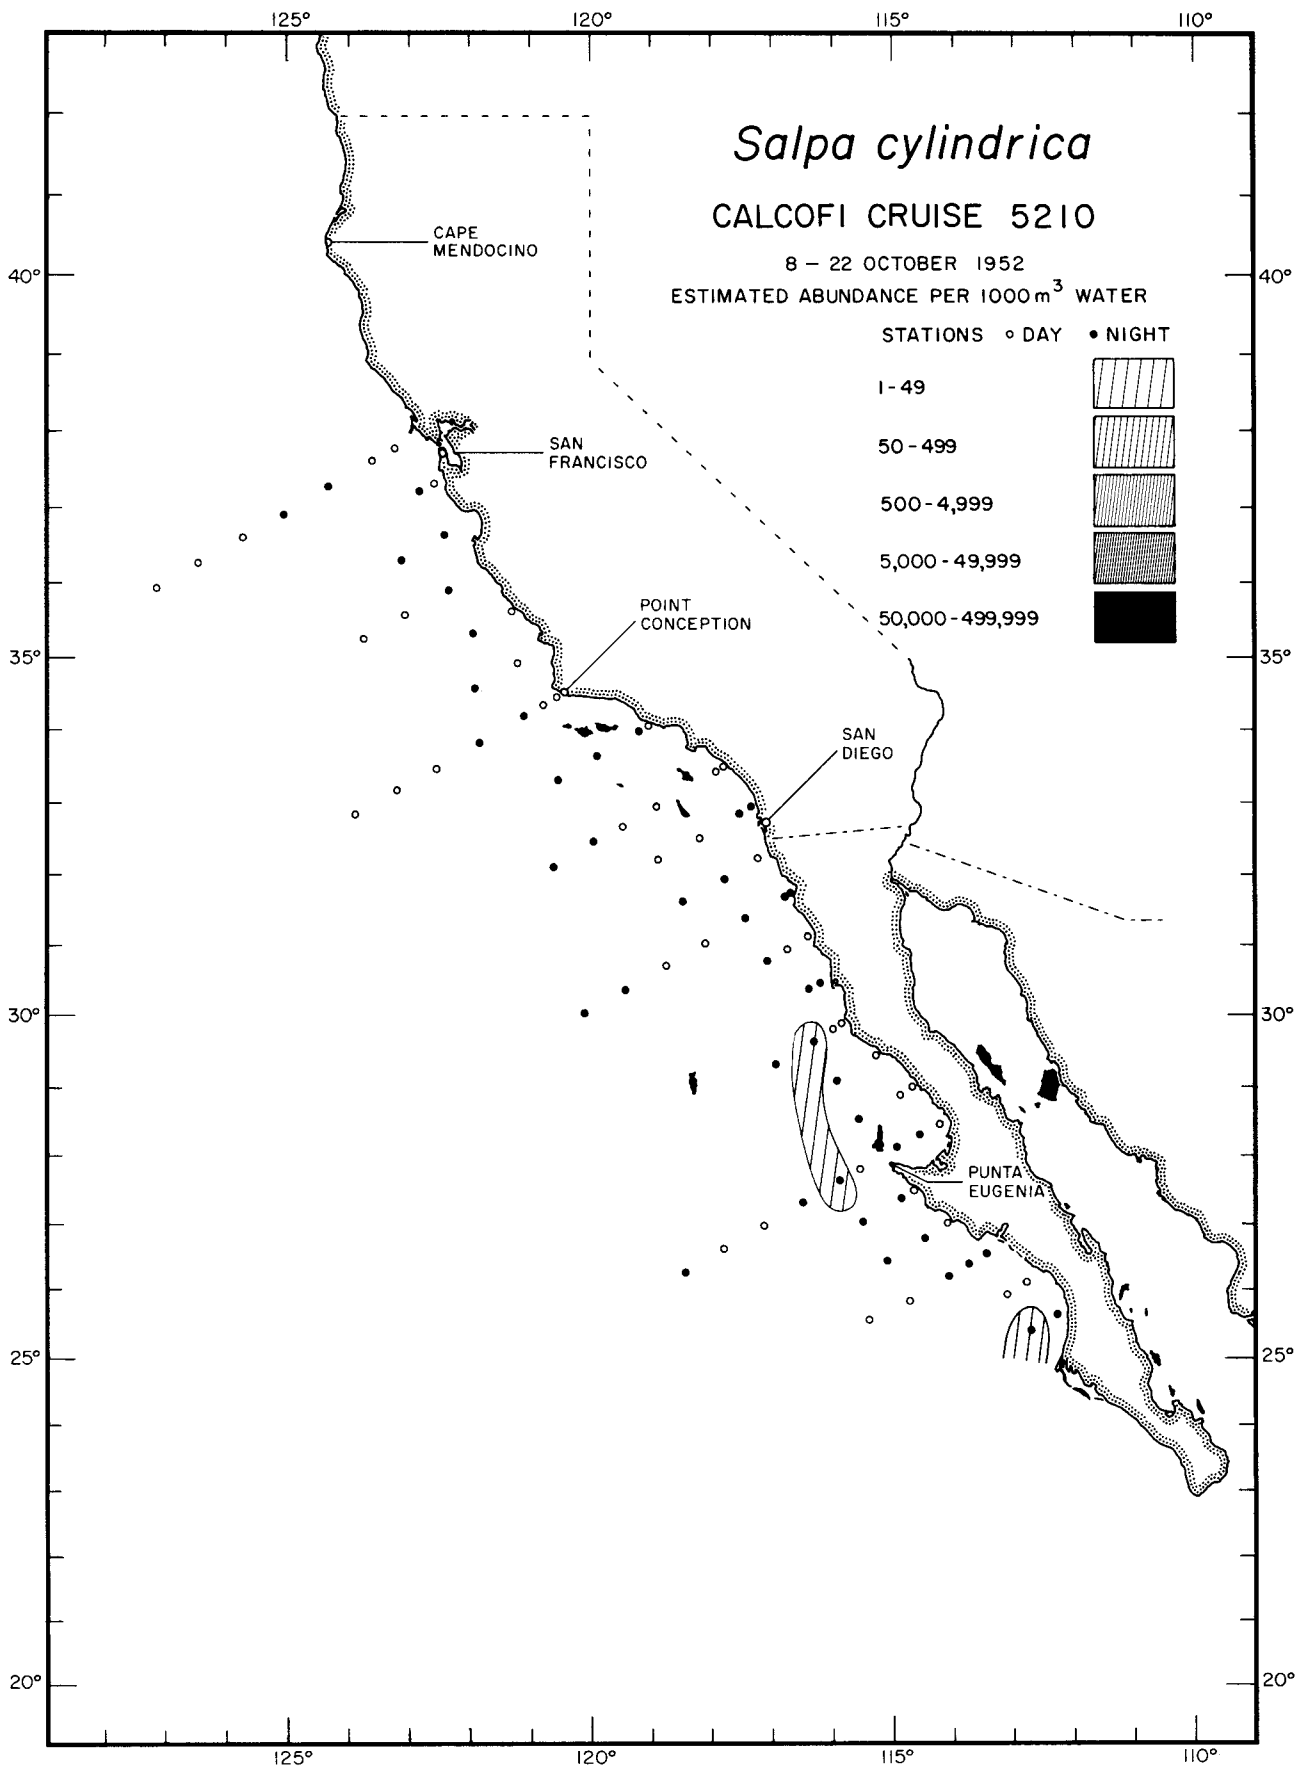 125° 120° 115° 110°
Salpa cylindrica
CALCOFI CRUISE 5210
8 – 22 OCTOBER 1952
ESTIMATED ABUNDANCE PER 1000 m³ WATER
STATIONS ○ DAY ● NIGHT
1-49
50-499
500-4,999
5,000-49,999
50,000-499,999
CAPE
MENDOCINO
40° 40°
SAN
FRANCISCO
POINT
CONCEPTION
35° 35°
SAN
DIEGO
30° 30°
PUNTA
EUGENIA
25° 25°
20° 20°
125° 120° 115° 110°